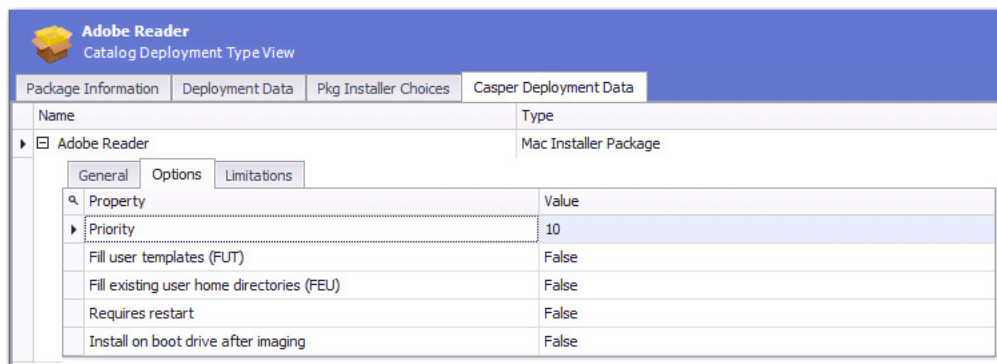 Adobe Reader
Catalog Deployment Type View
Package Information Deployment Data Pkg Installer Choices Casper Deployment Data
Name Type
Adobe Reader Mac Installer Package
General Options Limitations
Property Value
Priority 10
Fill user templates (FUT) False
Fill existing user home directories (FEU) False
Requires restart False
Install on boot drive after imaging False